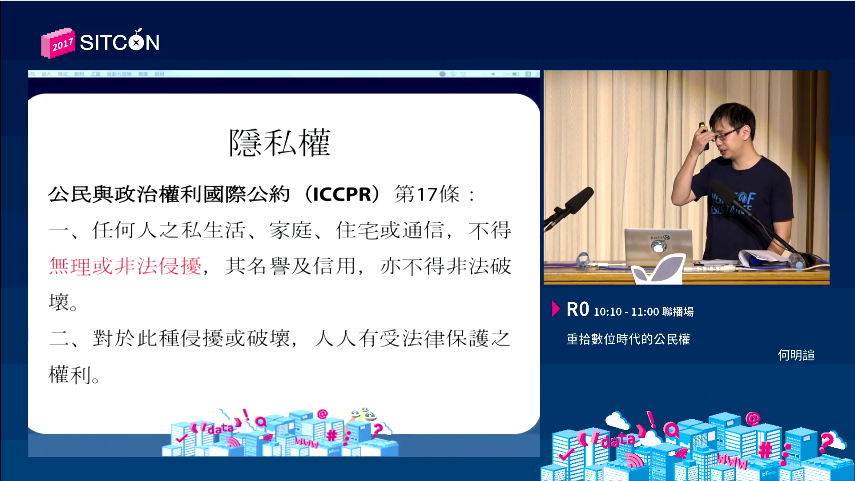 2017 SITCON
隱私權
公民與政治權利國際公約（ICCPR）第17條：
一、任何人之私生活、家庭、住宅或通信，不得
無理或非法侵擾，其名譽及信用，亦不得非法破
壞。
二、對於此種侵擾或破壞，人人有受法律保護之
權利。
R0 10:10 - 11:00 聯播場
重拾數位時代的公民權
何明諠
data
WWW
data
WWW